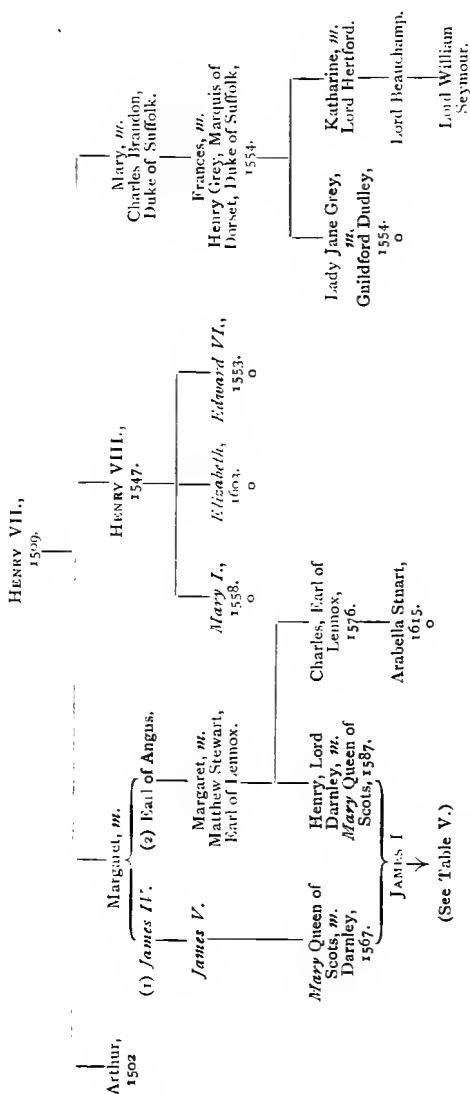 HENRY VII.,
1509.
Arthur,
1502
Margaret, m.
(1) James IV.
(2) Earl of Angus,
James V.
Margaret, m.
Matthew Stewart,
Earl of Lennox.
Mary Queen of
Scots, m.
Darnley,
1567.
Henry, Lord
Darnley, m.
Mary Queen of
Scots, 1587.
Charles, Earl of
Lennox,
1576.
Arabella Stuart,
1615.
o
JAMES I
(See Table V.)
HENRY VIII.,
1547.
Mary I.,
1558.
o
Elizabeth,
1603.
o
Edward VI.,
1553.
o
Mary, m.
Charles Brandon,
Duke of Suffolk.
Frances, m.
Henry Grey, Marquis of
Dorset, Duke of Suffolk,
1554.
Lady Jane Grey,
m.
Guildford Dudley,
1554.
o
Katharine, m.
Lord Hertford.
Lord Beauchamp.
Lord William
Seymour.